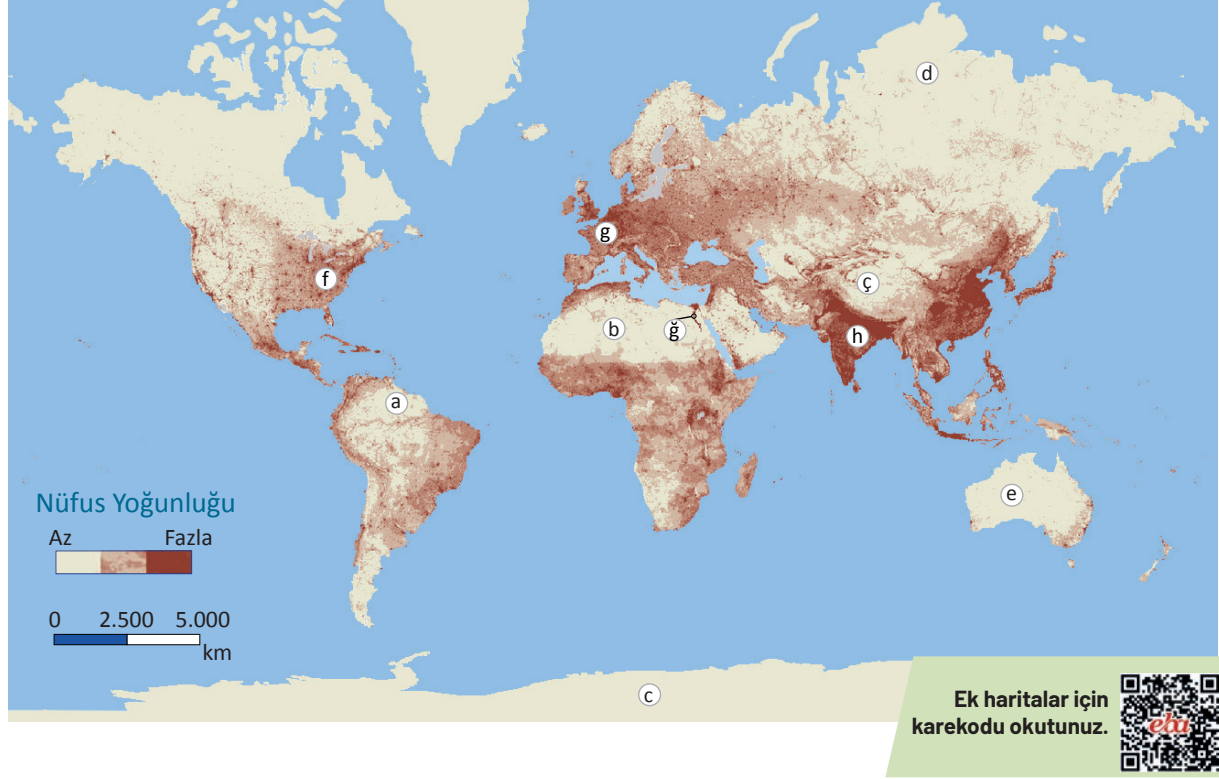 d
g
f
ç
b
ğ
h
a
e
Nüfus Yoğunluğu
Az Fazla
0 2.500 5.000
km
c
Ek haritalar için
karekodu okutunuz.
eba